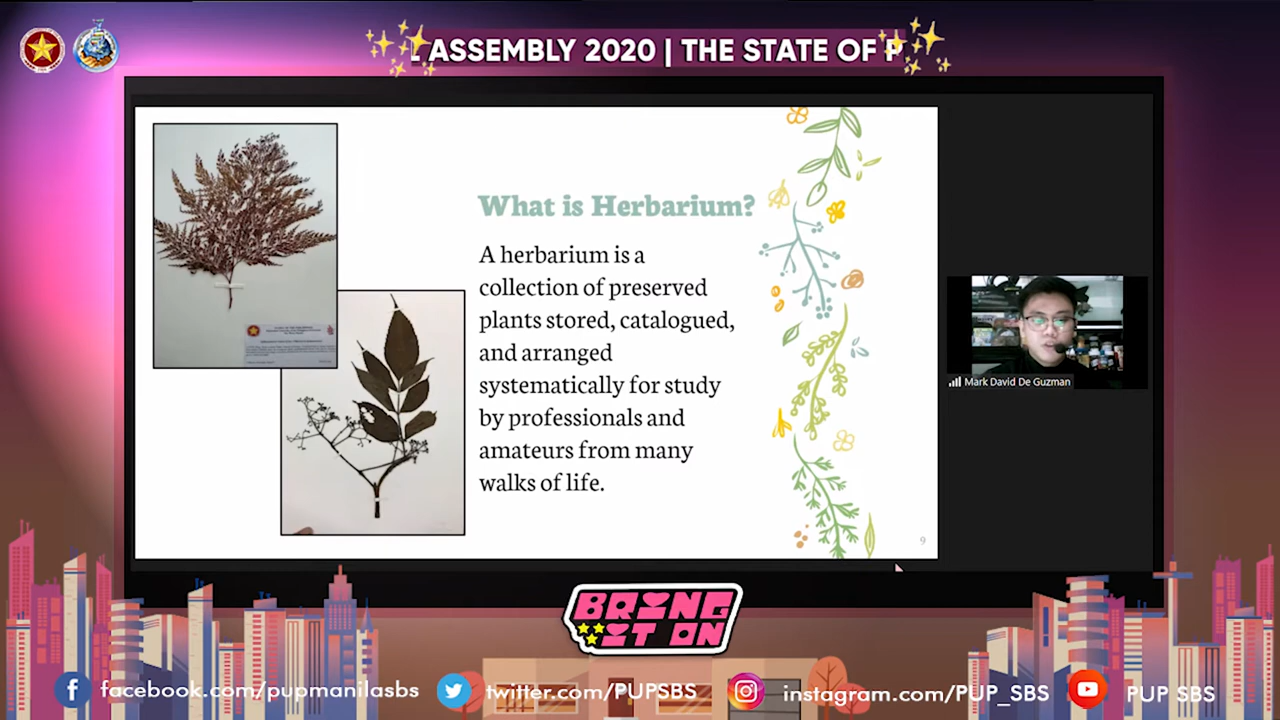 ASSEMBLY 2020 | THE STATE OF P
What is Herbarium?
A herbarium is a
collection of preserved
plants stored, catalogued,
and arranged
systematically for study
by professionals and
amateurs from many
walks of life.
9
Mark David De Guzman
BRING
IT ON
facebook.com/pupmanilasbs
twitter.com/PUPSBS
instagram.com/PUP_SBS
PUP SBS